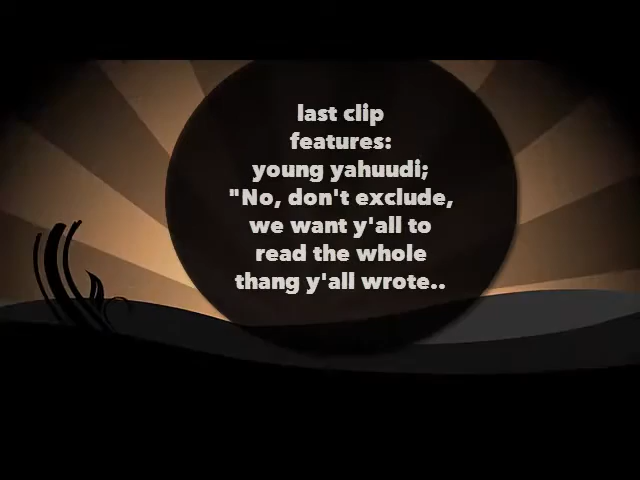 last clip
features:
young yahuudi;
"No, don't exclude,
we want y'all to
read the whole
thang y'all wrote..